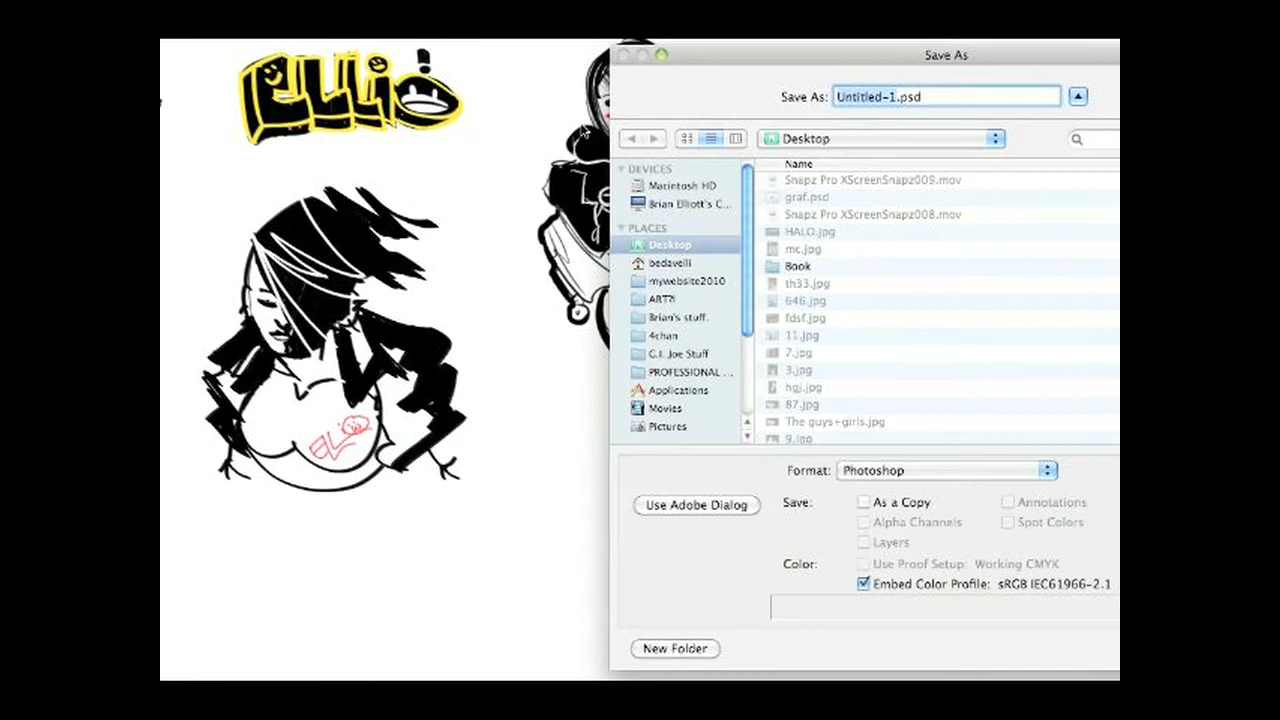 ELLiO!
Save As
Save As: Untitled-1.psd
Desktop
DEVICES
Macintosh HD
Brian Elliott's C...
PLACES
Desktop
bedavelli
mywebsite2010
ART?!
Brian's stuff.
4chan
G.I. Joe Stuff
PROFESSIONAL ...
Applications
Movies
Pictures
Name
Snapz Pro XScreenSnapz009.mov
graf.psd
Snapz Pro XScreenSnapz008.mov
HALO.jpg
mc.jpg
Book
th33.jpg
646.jpg
fdsf.jpg
11.jpg
7.jpg
3.jpg
hgj.jpg
87.jpg
The guys+girls.jpg
9.jpg
Format: Photoshop
Use Adobe Dialog
Save: As a Copy Annotations
Alpha Channels Spot Colors
Layers
Color: Use Proof Setup: Working CMYK
Embed Color Profile: sRGB IEC61966-2.1
New Folder